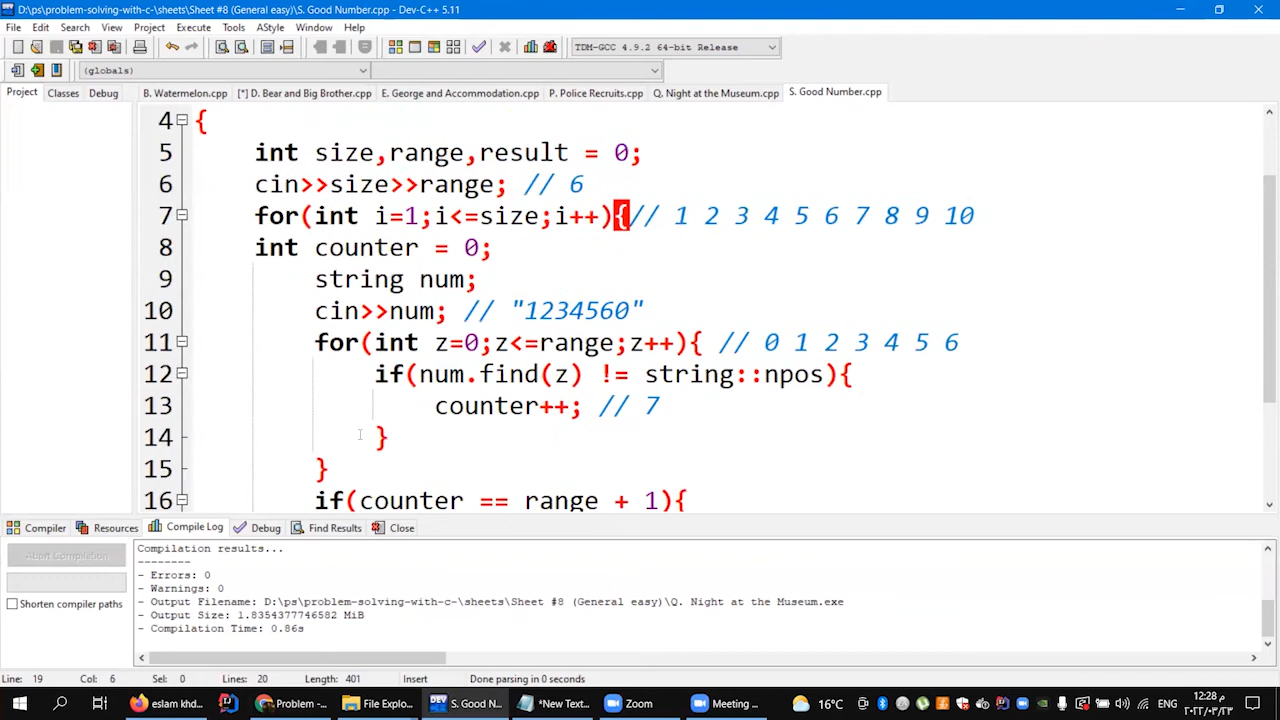 D:\ps\problem-solving-with-c-\sheets\Sheet #8 (General easy)\S. Good Number.cpp - Dev-C++ 5.11
File Edit Search View Project Execute Tools AStyle Window Help
TDM-GCC 4.9.2 64-bit Release
(globals)
Project Classes Debug B. Watermelon.cpp [*] D. Bear and Big Brother.cpp E. George and Accommodation.cpp P. Police Recruits.cpp Q. Night at the Museum.cpp S. Good Number.cpp
4 {
5 int size,range,result = 0;
6 cin>>size>>range; // 6
7 for(int i=1;i<=size;i++){// 1 2 3 4 5 6 7 8 9 10
8 int counter = 0;
9 string num;
10 cin>>num; // "1234560"
11 for(int z=0;z<=range;z++){ // 0 1 2 3 4 5 6
12 if(num.find(z) != string::npos){
13 counter++; // 7
14 }
15 }
16 if(counter == range + 1){
Compiler Resources Compile Log Debug Find Results Close
Abort Compilation
Shorten compiler paths
Compilation results...
--------
- Errors: 0
- Warnings: 0
- Output Filename: D:\ps\problem-solving-with-c-\sheets\Sheet #8 (General easy)\Q. Night at the Museum.exe
- Output Size: 1.8354377746582 MiB
- Compilation Time: 0.86s
Line: 19 Col: 6 Sel: 0 Lines: 20 Length: 401 Insert Done parsing in 0 seconds
eslam khd... Problem -... File Explo... S. Good N... *New Text... Zoom Meeting ... 16°C ENG 12:28 م